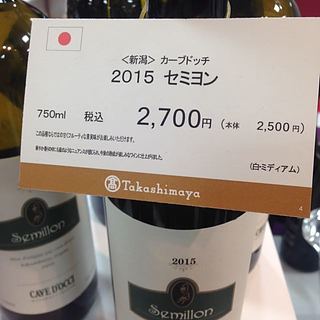 ＜新潟＞ カーブドッチ
2015 セミヨン
750ml 税込 2,700円 (本体 2,500円)
(白・ミディアム)
Takashimaya
4
Semillon
CAVE D'OCCI
2015
Semillon